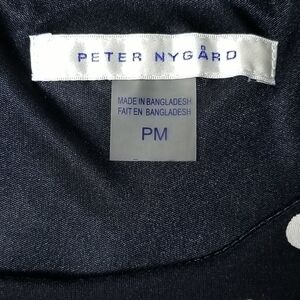 PETER NYGÅRD
MADE IN BANGLADESH
FAIT EN BANGLADESH
PM